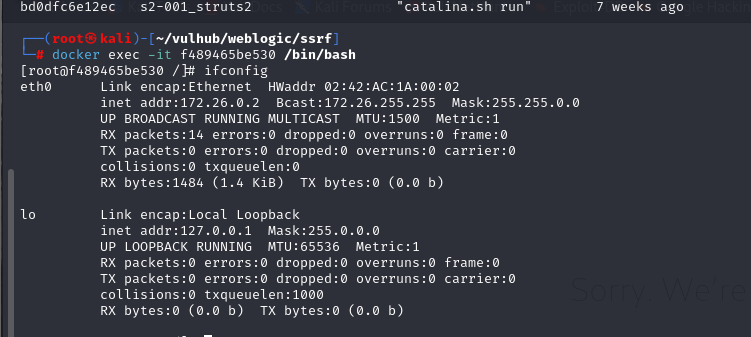 bd0dfc6e12ec   s2-001_struts2   "catalina.sh run"   7 weeks ago
┌──(root㉿kali)-[~/vulhub/weblogic/ssrf]
└─# docker exec -it f489465be530 /bin/bash
[root@f489465be530 /]# ifconfig
eth0      Link encap:Ethernet  HWaddr 02:42:AC:1A:00:02
          inet addr:172.26.0.2  Bcast:172.26.255.255  Mask:255.255.0.0
          UP BROADCAST RUNNING MULTICAST  MTU:1500  Metric:1
          RX packets:14 errors:0 dropped:0 overruns:0 frame:0
          TX packets:0 errors:0 dropped:0 overruns:0 carrier:0
          collisions:0 txqueuelen:0
          RX bytes:1484 (1.4 KiB)  TX bytes:0 (0.0 b)
lo        Link encap:Local Loopback
          inet addr:127.0.0.1  Mask:255.0.0.0
          UP LOOPBACK RUNNING  MTU:65536  Metric:1
          RX packets:0 errors:0 dropped:0 overruns:0 frame:0
          TX packets:0 errors:0 dropped:0 overruns:0 carrier:0
          collisions:0 txqueuelen:1000
Sorry. We're
          RX bytes:0 (0.0 b)  TX bytes:0 (0.0 b)